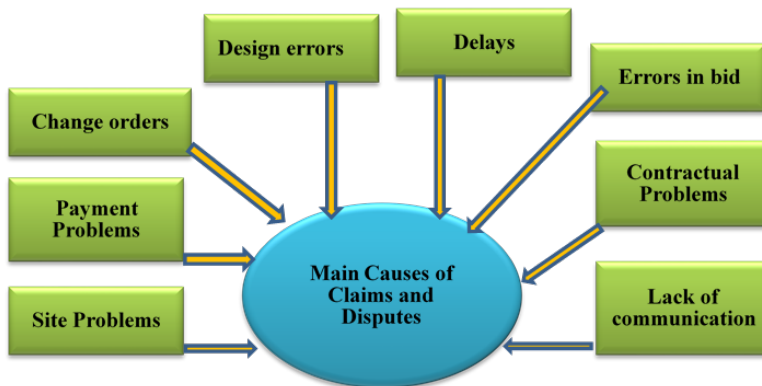 Design errors
Delays
Errors in bid
Change orders
Contractual
Problems
Payment
Problems
Main Causes of
Claims and
Disputes
Site Problems
Lack of
communication